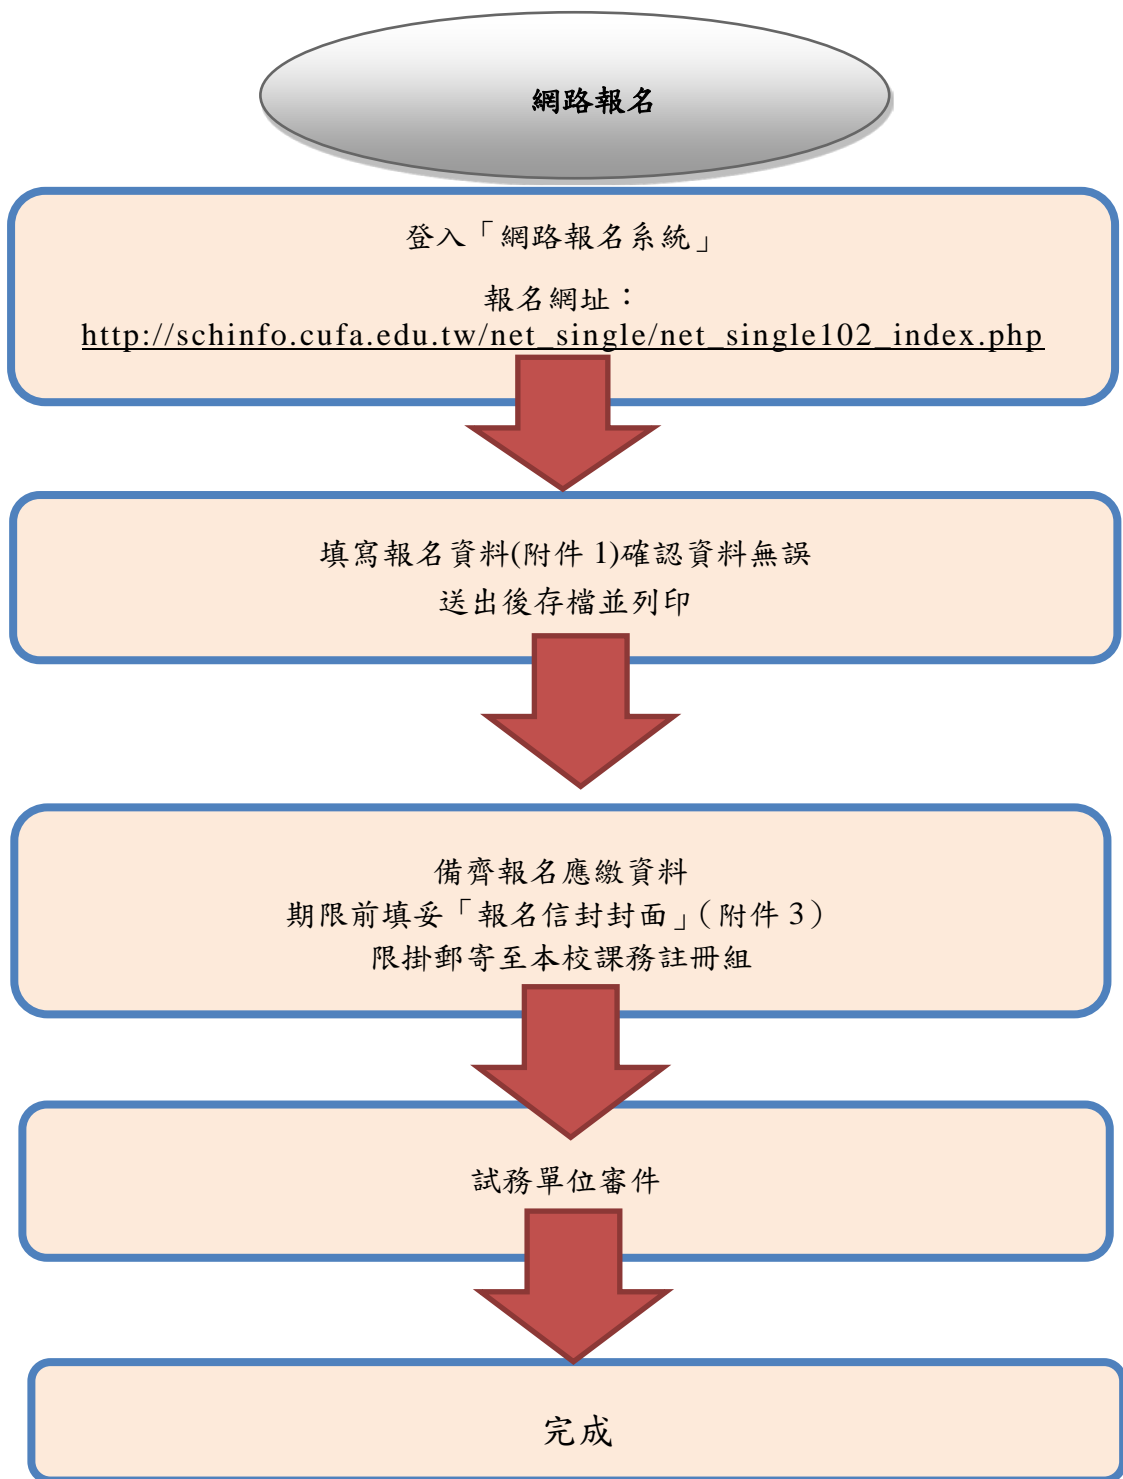 網路報名
登入「網路報名系統」
報名網址：
http://schinfo.cufa.edu.tw/net_single/net_single102_index.php
填寫報名資料(附件 1)確認資料無誤
送出後存檔並列印
備齊報名應繳資料
期限前填妥「報名信封封面」（附件 3）
限掛郵寄至本校課務註冊組
試務單位審件
完成